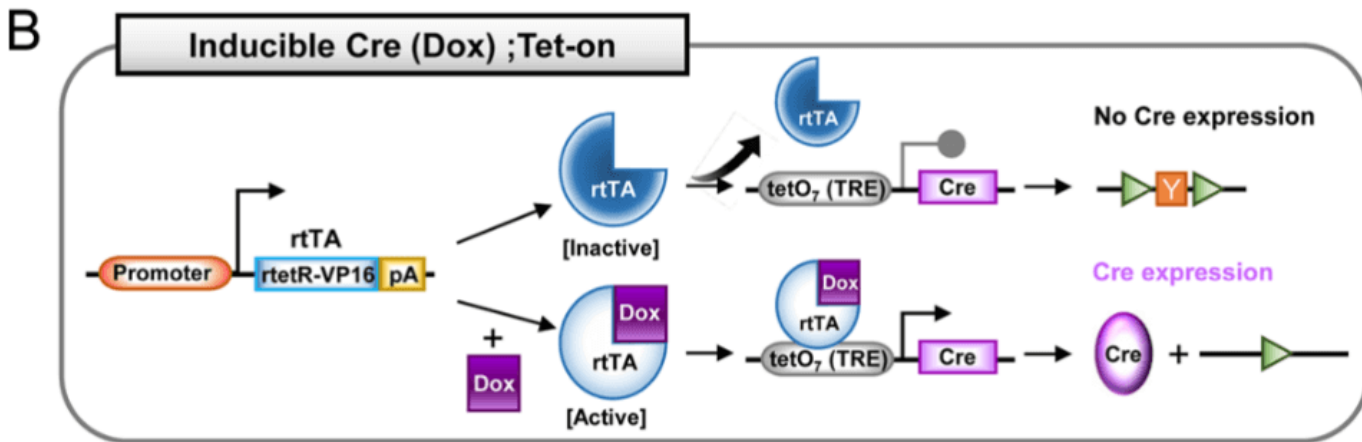 B
Inducible Cre (Dox) ;Tet-on
rtTA
No Cre expression
rtTA
tetO₇ (TRE)
Cre
Y
[Inactive]
rtTA
Promoter
rtetR-VP16
pA
Cre expression
Dox
rtTA
Dox
rtTA
+
Dox
tetO₇ (TRE)
Cre
Cre
+
[Active]